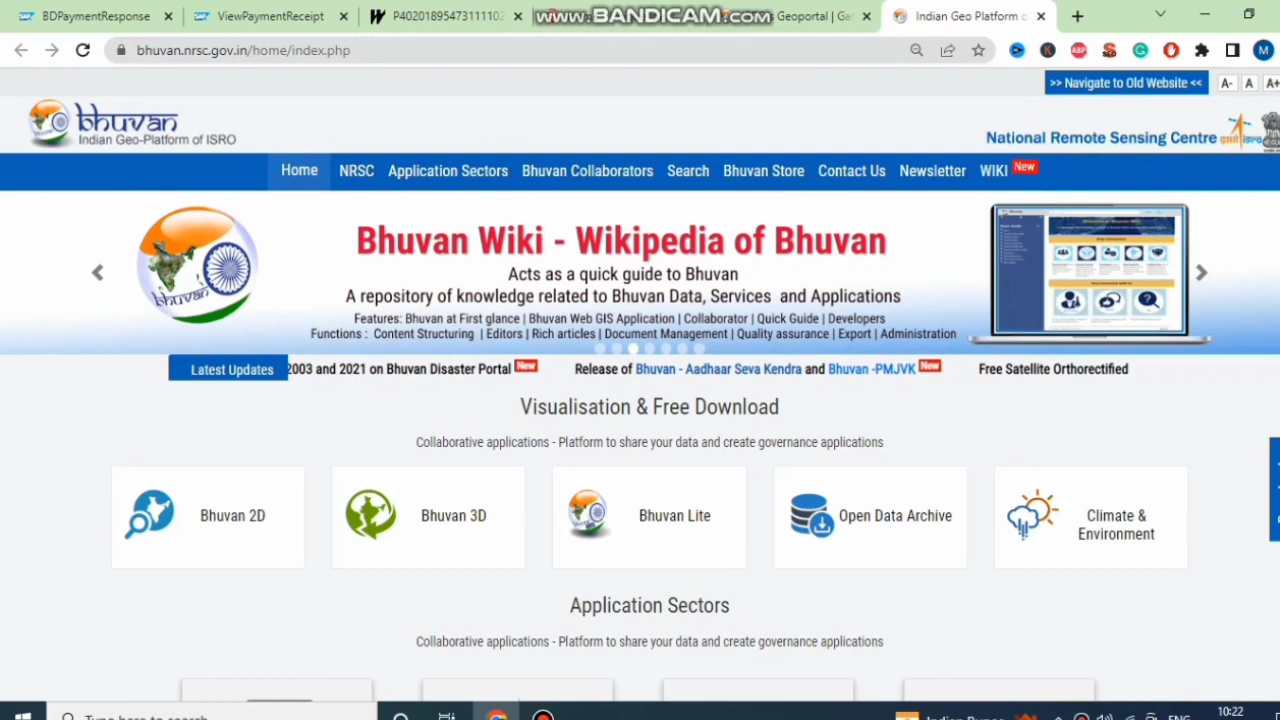 BDPaymentResponse
ViewPaymentReceipt
P4020189547311110
www.BANDICAM.com
Geoportal | Ga
Indian Geo Platform o
bhuvan.nrsc.gov.in/home/index.php
>> Navigate to Old Website <<
A-
A
A+
bhuvan
Indian Geo-Platform of ISRO
National Remote Sensing Centre
Home
NRSC
Application Sectors
Bhuvan Collaborators
Search
Bhuvan Store
Contact Us
Newsletter
WIKI New
Bhuvan Wiki - Wikipedia of Bhuvan
Acts as a quick guide to Bhuvan
A repository of knowledge related to Bhuvan Data, Services and Applications
Features: Bhuvan at First glance | Bhuvan Web GIS Application | Collaborator | Quick Guide | Developers
Functions : Content Structuring | Editors | Rich articles | Document Management | Quality assurance | Export | Administration
bhuvan
Latest Updates 2003 and 2021 on Bhuvan Disaster Portal New Release of Bhuvan - Aadhaar Seva Kendra and Bhuvan -PMJVK New Free Satellite Orthorectified
Visualisation & Free Download
Collaborative applications - Platform to share your data and create governance applications
Bhuvan 2D
Bhuvan 3D
Bhuvan Lite
Open Data Archive
Climate &
Environment
Application Sectors
Collaborative applications - Platform to share your data and create governance applications
Type here to search
Indian Rupee
ENG
10:22